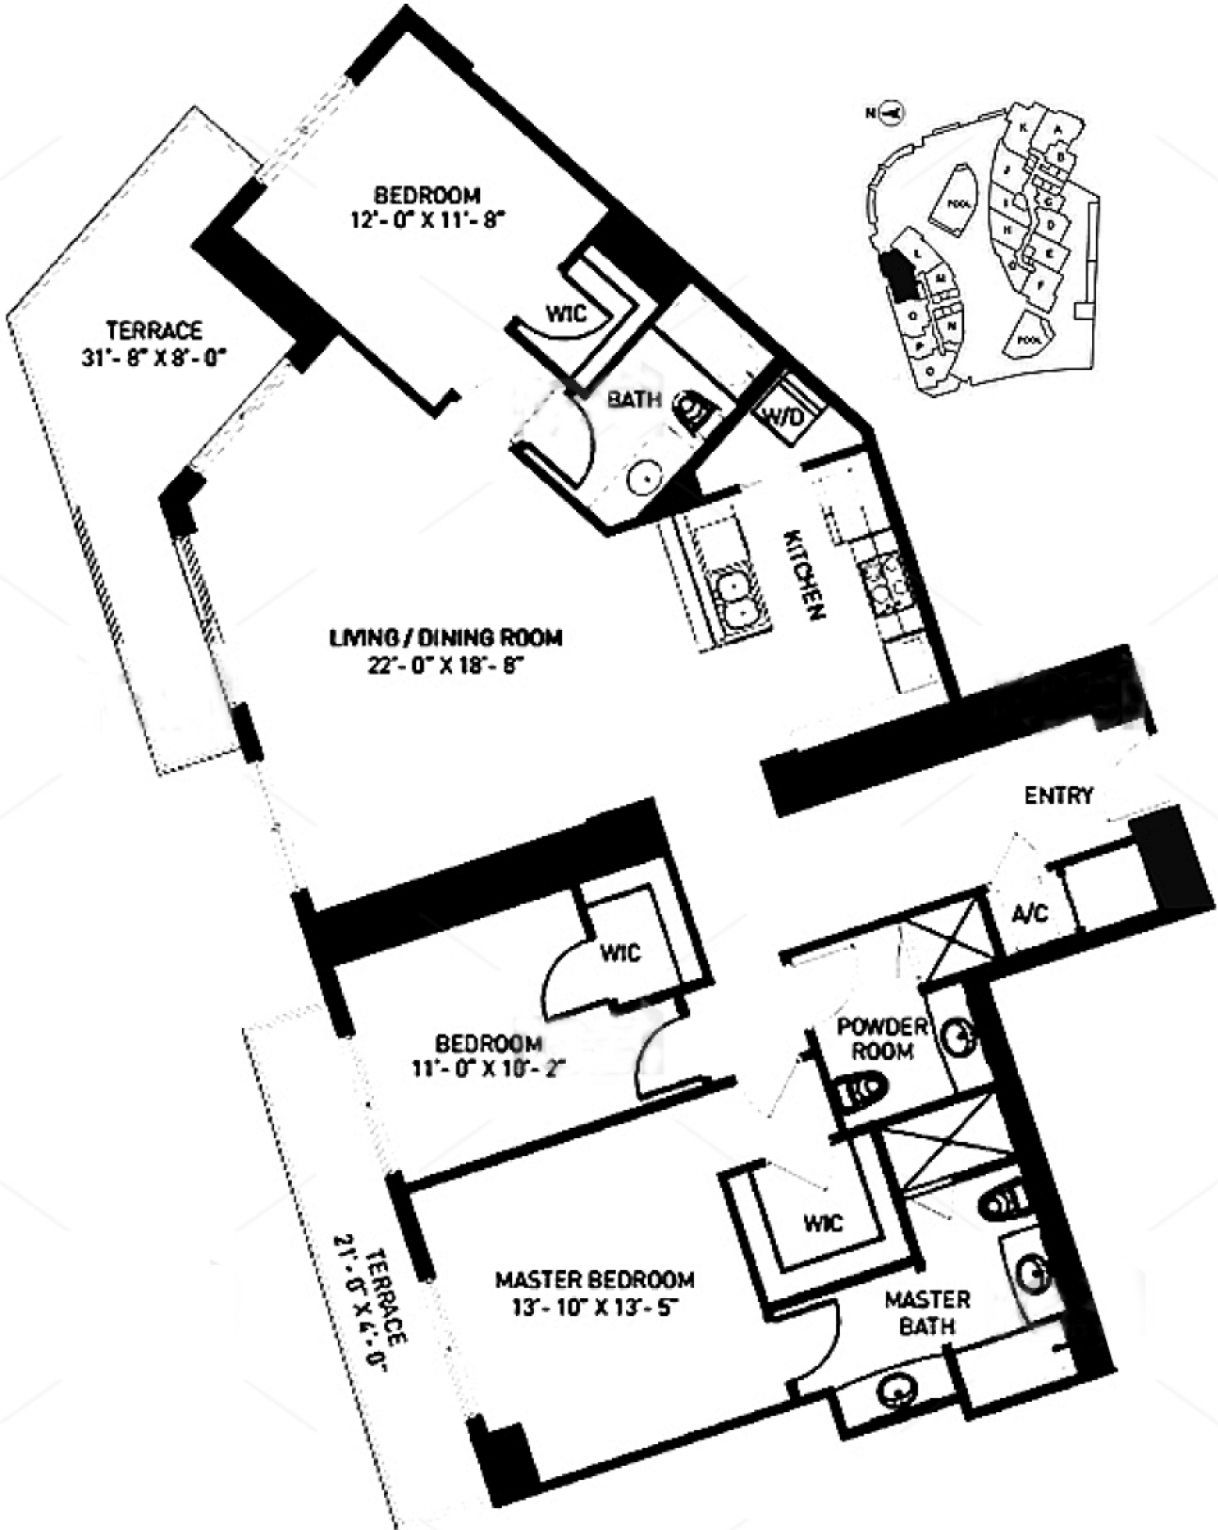 BEDROOM
12'-0" X 11'-8"
TERRACE
31'-8" X 8'-0"
WIC
BATH
W/D
KITCHEN
LIVING / DINING ROOM
22'-0" X 18'-8"
ENTRY
A/C
WIC
BEDROOM
11'-0" X 10'-2"
POWDER
ROOM
WIC
MASTER BEDROOM
13'-10" X 13'-5"
MASTER
BATH
TERRACE
21'-0" X 4'-0"
N
K
A
B
J
POOL
I
C
D
H
E
G
F
L
M
O
N
P
POOL